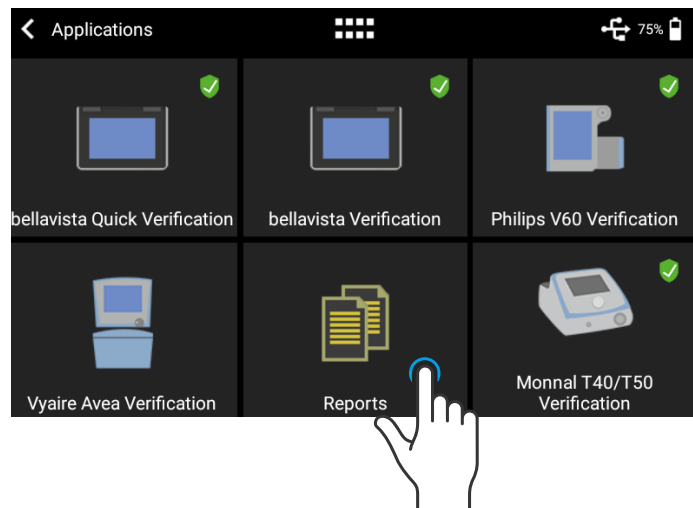 Applications
75%
bellavista Quick Verification
bellavista Verification
Philips V60 Verification
Vyaire Avea Verification
Reports
Monnal T40/T50
Verification